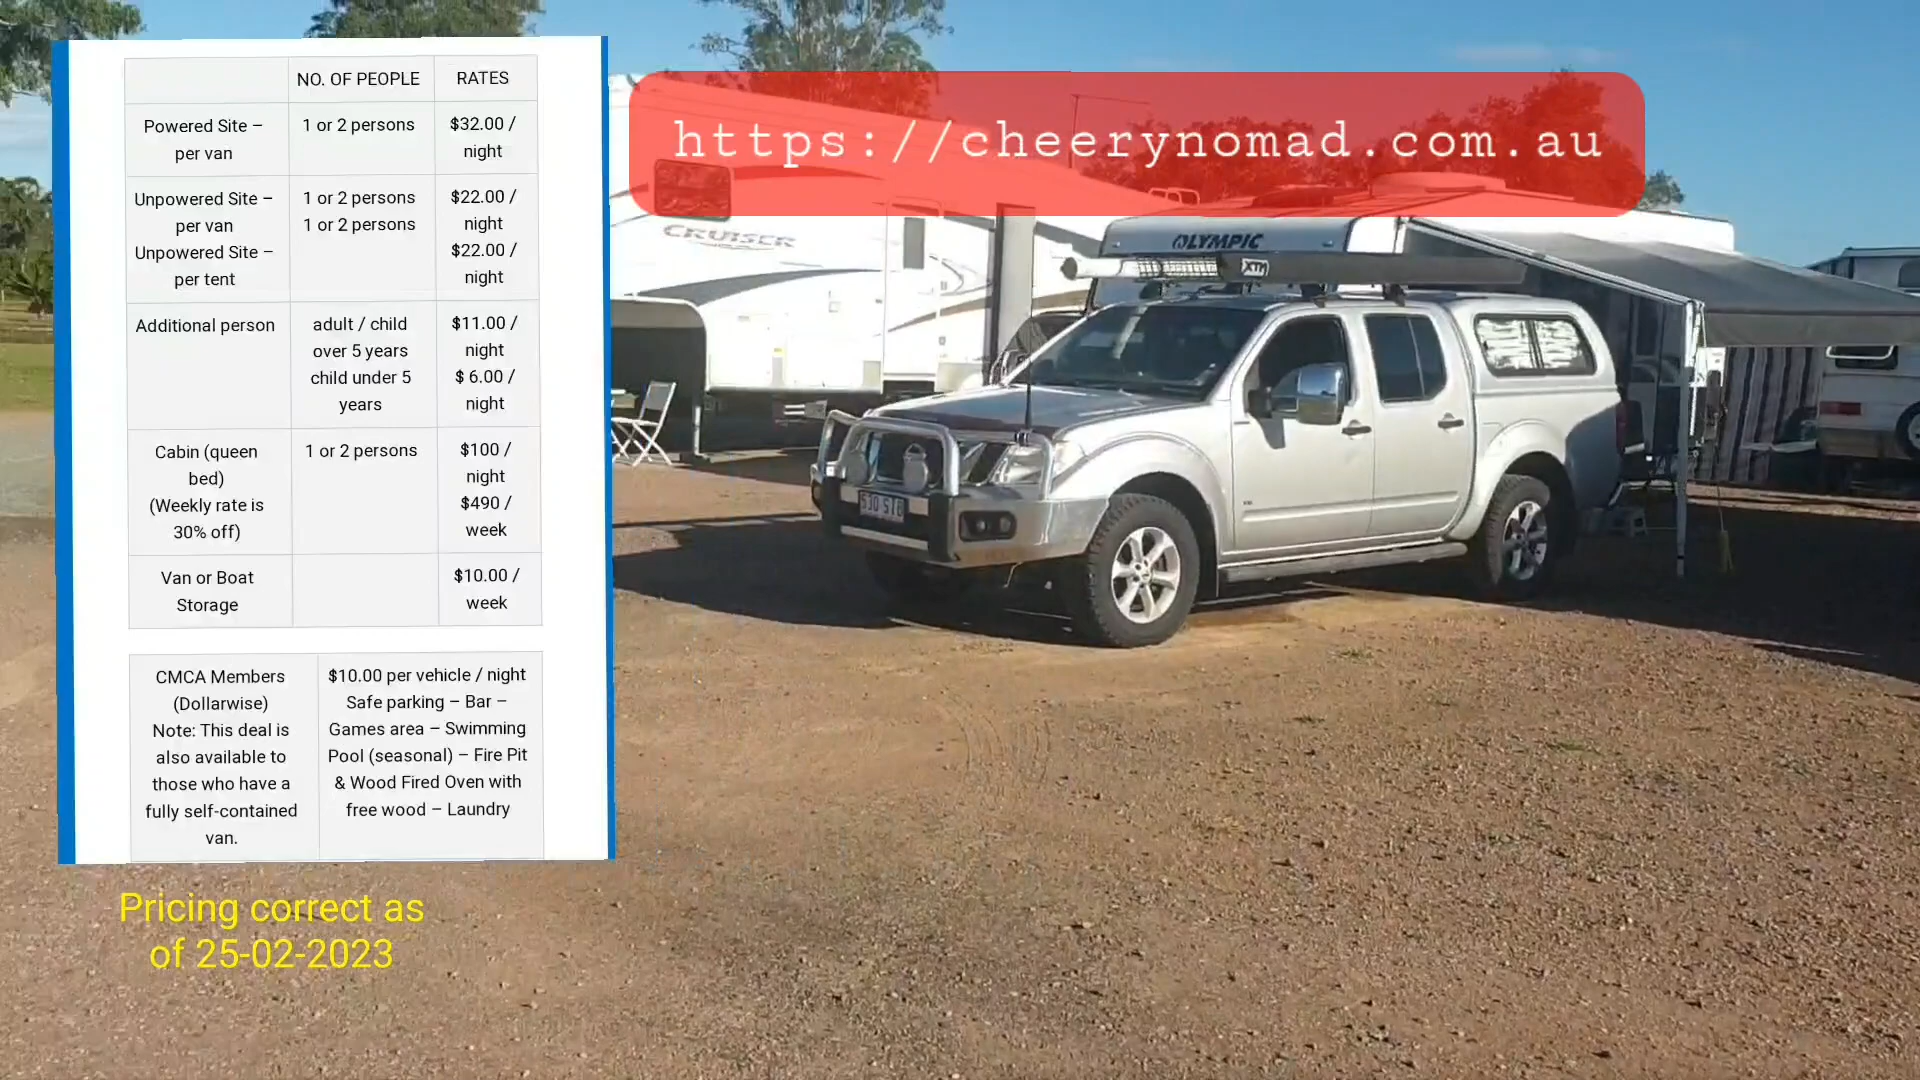 NO. OF PEOPLE RATES
Powered Site –
per van
1 or 2 persons
$32.00 /
night
Unpowered Site –
per van
Unpowered Site –
per tent
1 or 2 persons
1 or 2 persons
$22.00 /
night
$22.00 /
night
Additional person
adult / child
over 5 years
child under 5
years
$11.00 /
night
$ 6.00 /
night
Cabin (queen
bed)
(Weekly rate is
30% off)
1 or 2 persons
$100 /
night
$490 /
week
Van or Boat
Storage
$10.00 /
week
CMCA Members
(Dollarwise)
Note: This deal is
also available to
those who have a
fully self-contained
van.
$10.00 per vehicle / night
Safe parking – Bar –
Games area – Swimming
Pool (seasonal) – Fire Pit
& Wood Fired Oven with
free wood – Laundry
Pricing correct as
of 25-02-2023
https://cheerynomad.com.au
CRUISER
OLYMPIC
XTM